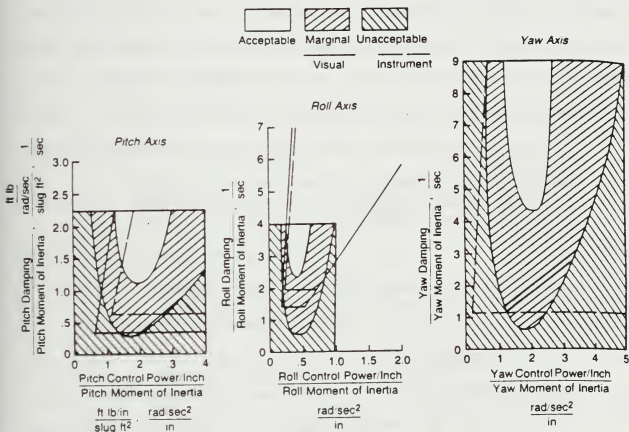 Acceptable Marginal Unacceptable
Visual Instrument
Pitch Axis
ft lb
rad/sec
slug ft²
,
1
sec
Pitch Damping
Pitch Moment of Inertia
3.0
2.5
2.0
1.5
1.0
.5
0
0 1 2 3 4
Pitch Control Power/Inch
Pitch Moment of Inertia
ft lb/in
slug ft²
,
rad/sec²
in
Roll Axis
1
sec
Roll Damping
Roll Moment of Inertia
,
7
6
5
4
3
2
1
0
0 .5 1.0 2.0
Roll Control Power/Inch
Roll Moment of Inertia
rad/sec²
in
Yaw Axis
1
sec
Yaw Damping
Yaw Moment of Inertia
,
9
8
7
6
5
4
3
2
1
0
0 1 2 3 4 5
Yaw Control Power/Inch
Yaw Moment of Inertia
rad/sec²
in